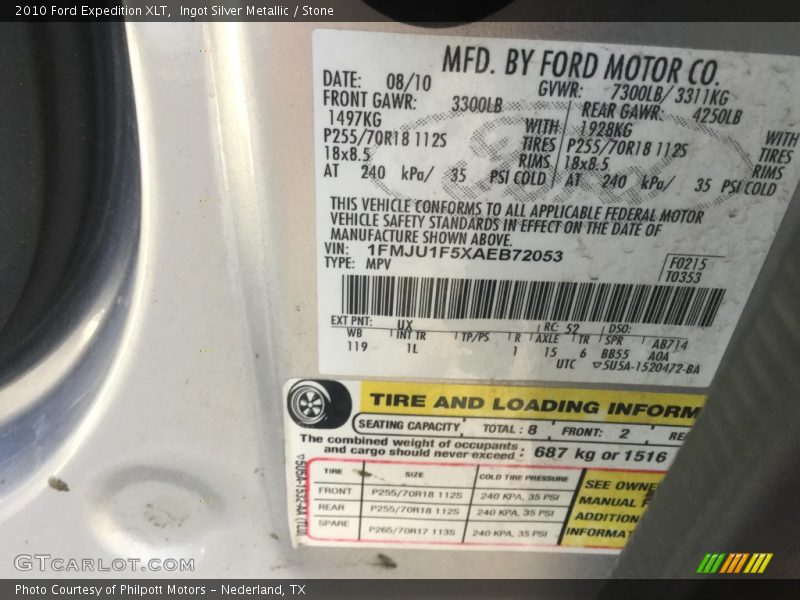 2010 Ford Expedition XLT, Ingot Silver Metallic / Stone
MFD. BY FORD MOTOR CO.
DATE: 08/10 GVWR: 7300LB/ 3311KG
FRONT GAWR: 3300LB REAR GAWR: 4250LB
1497KG WITH 1928KG WITH
P255/70R18 112S TIRES P255/70R18 112S TIRES
18x8.5 RIMS 18x8.5 RIMS
AT 240 kPa/ 35 PSI COLD AT 240 kPa/ 35 PSI COLD
THIS VEHICLE CONFORMS TO ALL APPLICABLE FEDERAL MOTOR
VEHICLE SAFETY STANDARDS IN EFFECT ON THE DATE OF
MANUFACTURE SHOWN ABOVE.
VIN: 1FMJU1F5XAEB72053
TYPE: MPV
F0215
T0353
EXT PNT: UX RC: 52 DSO:
WB INT TR TP/PS R AXLE TR SPR AB714
119 1L 1 15 6 BB55 A0A
UTC ▽5U5A-1520472-BA
TIRE AND LOADING INFORM
SEATING CAPACITY TOTAL: 8 FRONT: 2 RE
The combined weight of occupants
and cargo should never exceed : 687 kg or 1516
TIRE SIZE COLD TIRE PRESSURE
FRONT P255/70R18 112S 240 KPA, 35 PSI
REAR P255/70R18 112S 240 KPA, 35 PSI
SPARE P265/70R17 113S 240 KPA, 35 PSI
SEE OWNE
MANUAL F
ADDITION
INFORMAT
GTCARLOT.COM
Photo Courtesy of Philpott Motors - Nederland, TX